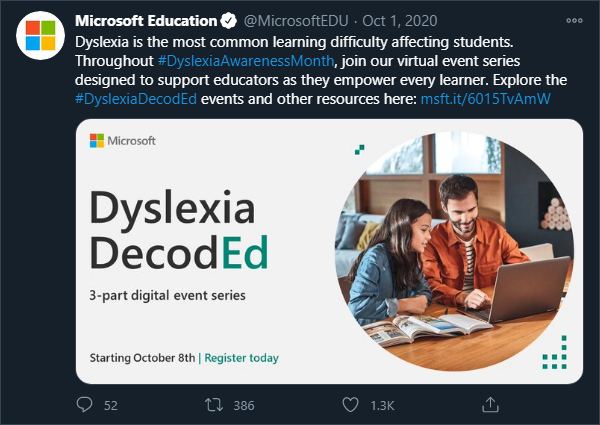 Microsoft Education @MicrosoftEDU · Oct 1, 2020
Dyslexia is the most common learning difficulty affecting students.
Throughout #DyslexiaAwarenessMonth, join our virtual event series
designed to support educators as they empower every learner. Explore the
#DyslexiaDecodEd events and other resources here: msft.it/6015TvAmW
Microsoft
Dyslexia
DecodEd
3-part digital event series
Starting October 8th | Register today
52 386 1.3K